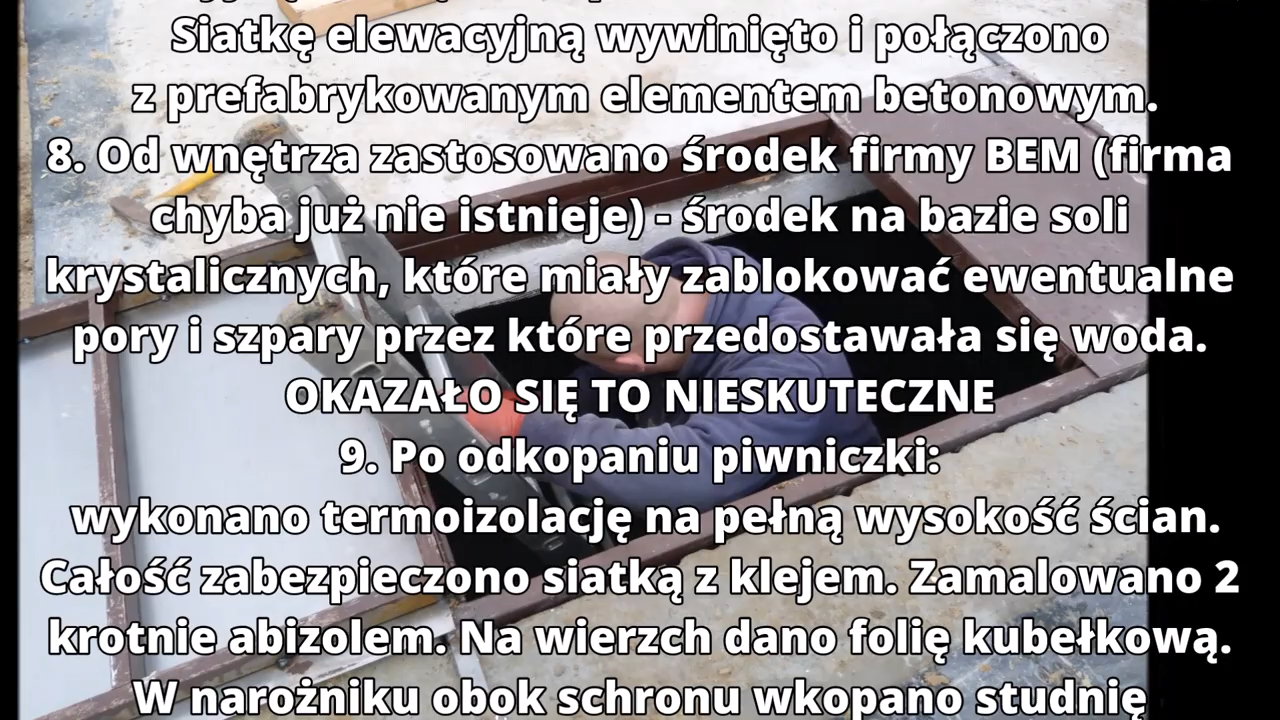 Siatkę elewacyjną wywinięto i połączono
z prefabrykowanym elementem betonowym.
8. Od wnętrza zastosowano środek firmy BEM (firma
chyba już nie istnieje) - środek na bazie soli
krystalicznych, które miały zablokować ewentualne
pory i szpary przez które przedostawała się woda.
OKAZAŁO SIĘ TO NIESKUTECZNE
9. Po odkopaniu piwniczki:
wykonano termoizolację na pełną wysokość ścian.
Całość zabezpieczono siatką z klejem. Zamalowano 2
krotnie abizolem. Na wierzch dano folię kubełkową.
W narożniku obok schronu wkopano studnię